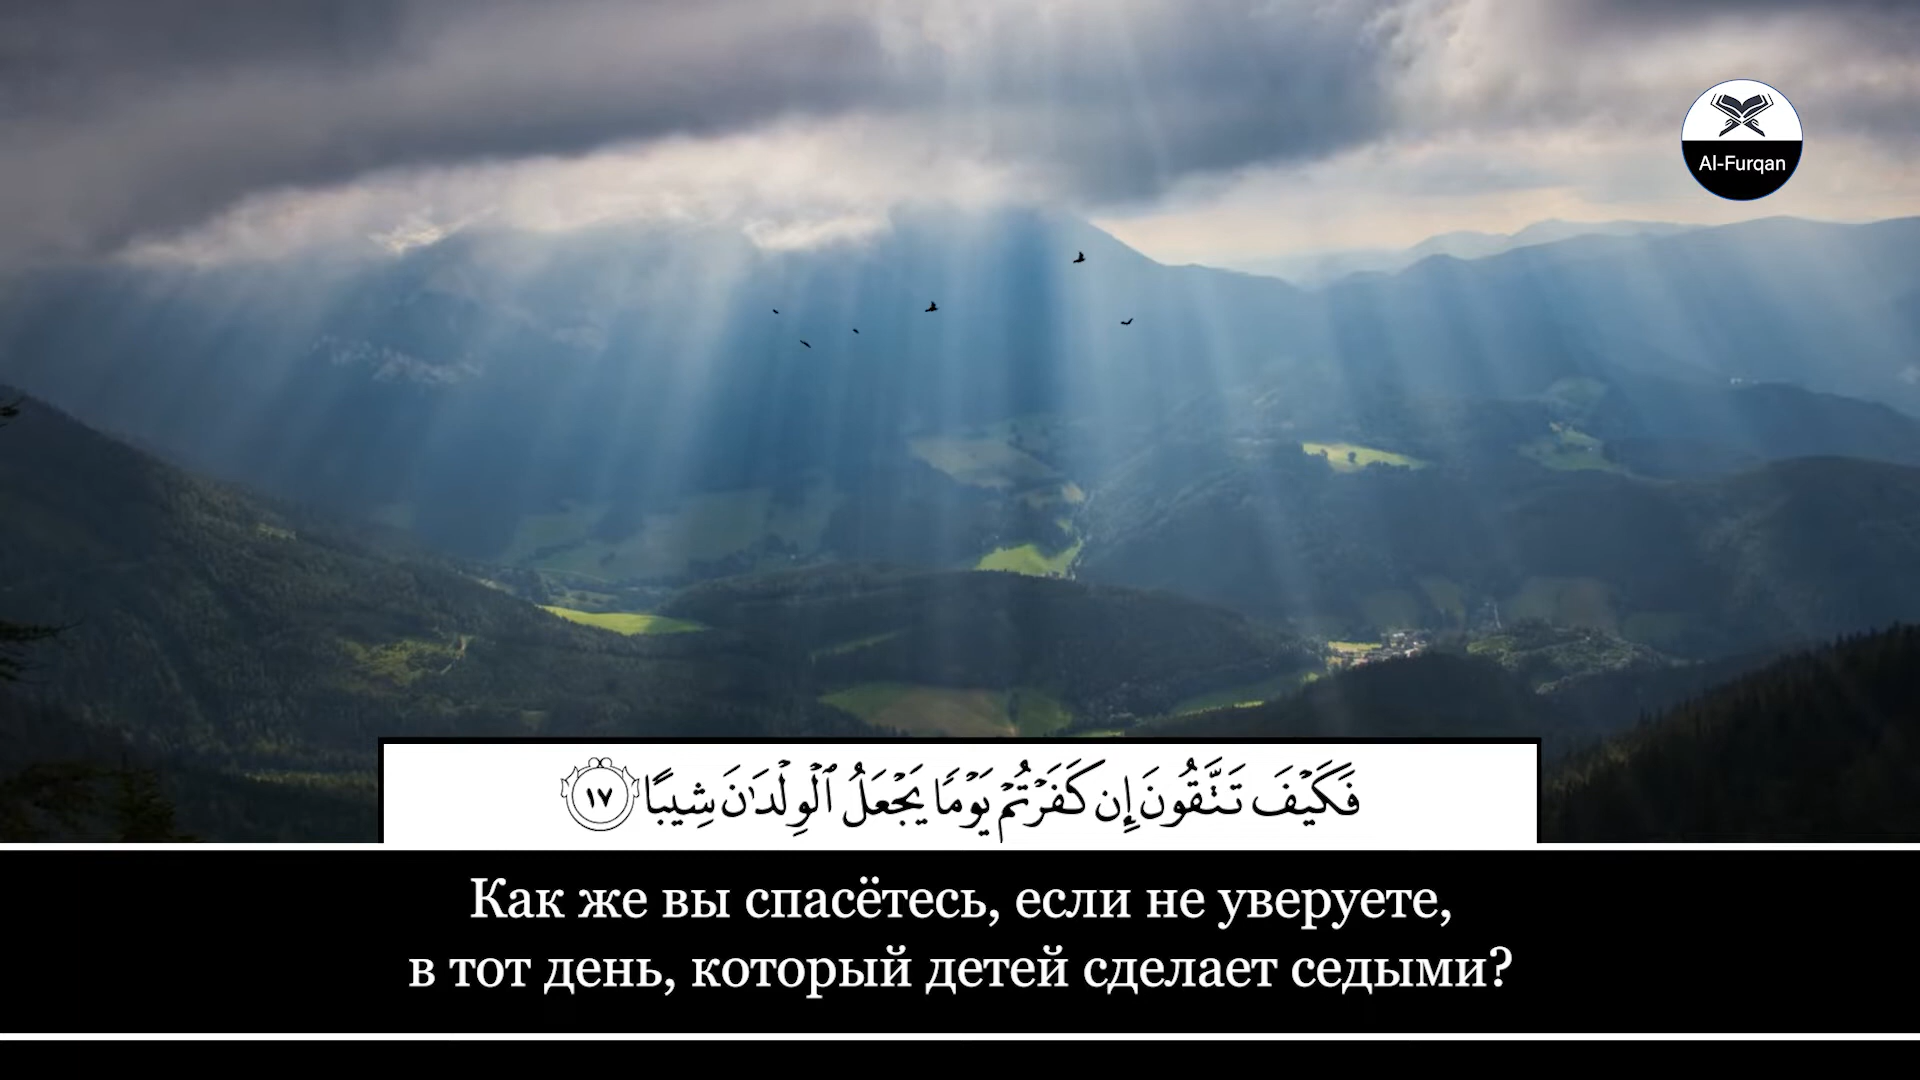 Al-Furqan
فَكَيْفَ تَتَّقُونَ إِن كَفَرْتُمْ يَوْمًا يَجْعَلُ ٱلْوِلْدَٰنَ شِيبًا ١٧
Как же вы спасётесь, если не уверуете,
в тот день, который детей сделает седыми?